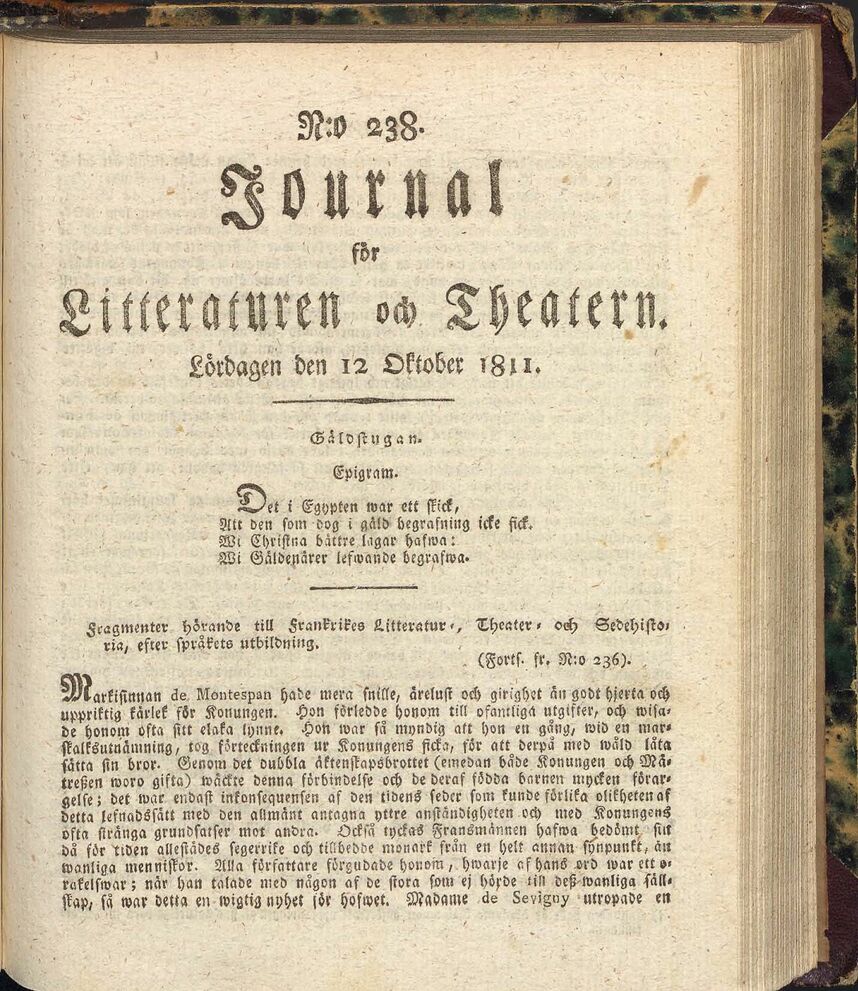 N:o 238.
Journal
för
Litteraturen och Theatern.
Lördagen den 12 Oktober 1811.
Gäldstugan.
Epigram.
Det i Egypten war ett skick,
Att den som dog i gäld begrafning icke fick.
Wi Christna bättre lagar hafwa:
Wi Gäldenärer lefwande begrafwa.
Fragmenter hörande till Frankrikes Litteratur-, Theater- och Sedehisto-
ria, efter språkets utbildning.
(Forts. fr. N:o 236).
Markisinnan de Montespan hade mera snille, ärelust och girighet än godt hjerta och
uppriktig kärlek för Konungen. Hon förledde honom till ofantliga utgifter, och wisa-
de honom ofta sitt elaka lynne. Hon war så myndig att hon en gång, wid en mar-
skalksutnämning, tog förteckningen ur Konungens ficka, för att derpå med wåld låta
sätta sin bror. Genom det dubbla äktenskapsbrottet (emedan både Konungen och Mä-
treßen woro gifta) wäckte denna förbindelse och de deraf födda barnen mycken förar-
gelse; det war endast inkonsequensen af den tidens seder som kunde förlika olikheten af
detta lefnadssätt med den allmänt antagna yttre anständigheten och med Konungens
ofta stränga grundsatser mot andra. Också tyckas Fransmännen hafwa bedömt sin
då för tiden allestädes segerrike och tillbedde monark från en helt annan synpunkt, än
wanliga menniskor. Alla författare förgudade honom, hwarje af hans ord war ett o-
rakelswar; när han talade med någon af de stora som ej hörde till deß wanliga säll-
skap, så war detta en wigtig nyhet för hofwet. Madame de Sevigny utropade en